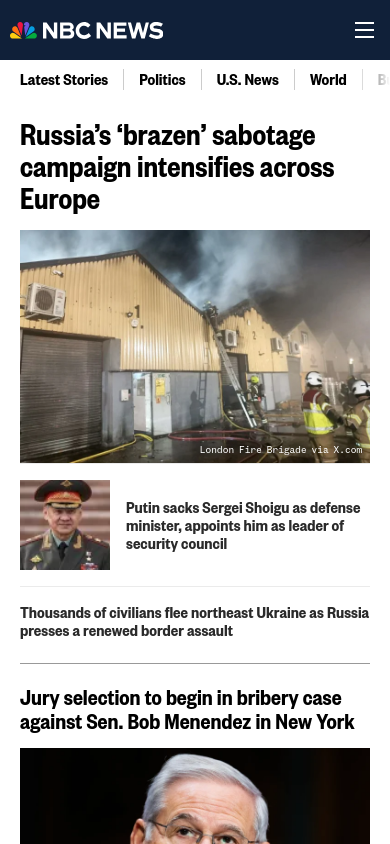 NBC NEWS
Latest Stories
Politics
U.S. News
World
Russia’s ‘brazen’ sabotage
campaign intensifies across
Europe
London Fire Brigade via X.com
Putin sacks Sergei Shoigu as defense
minister, appoints him as leader of
security council
Thousands of civilians flee northeast Ukraine as Russia
presses a renewed border assault
Jury selection to begin in bribery case
against Sen. Bob Menendez in New York